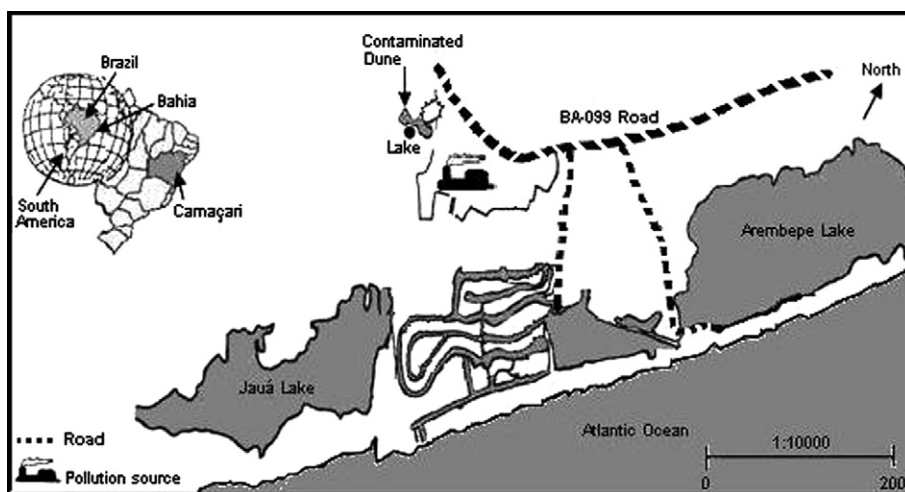 Brazil
Bahia
South
America
Camaçari
Contaminated
Dune
Lake
BA-099 Road
North
Arembepe Lake
Jauá Lake
Atlantic Ocean
Road
Pollution source
1:10000
0
200